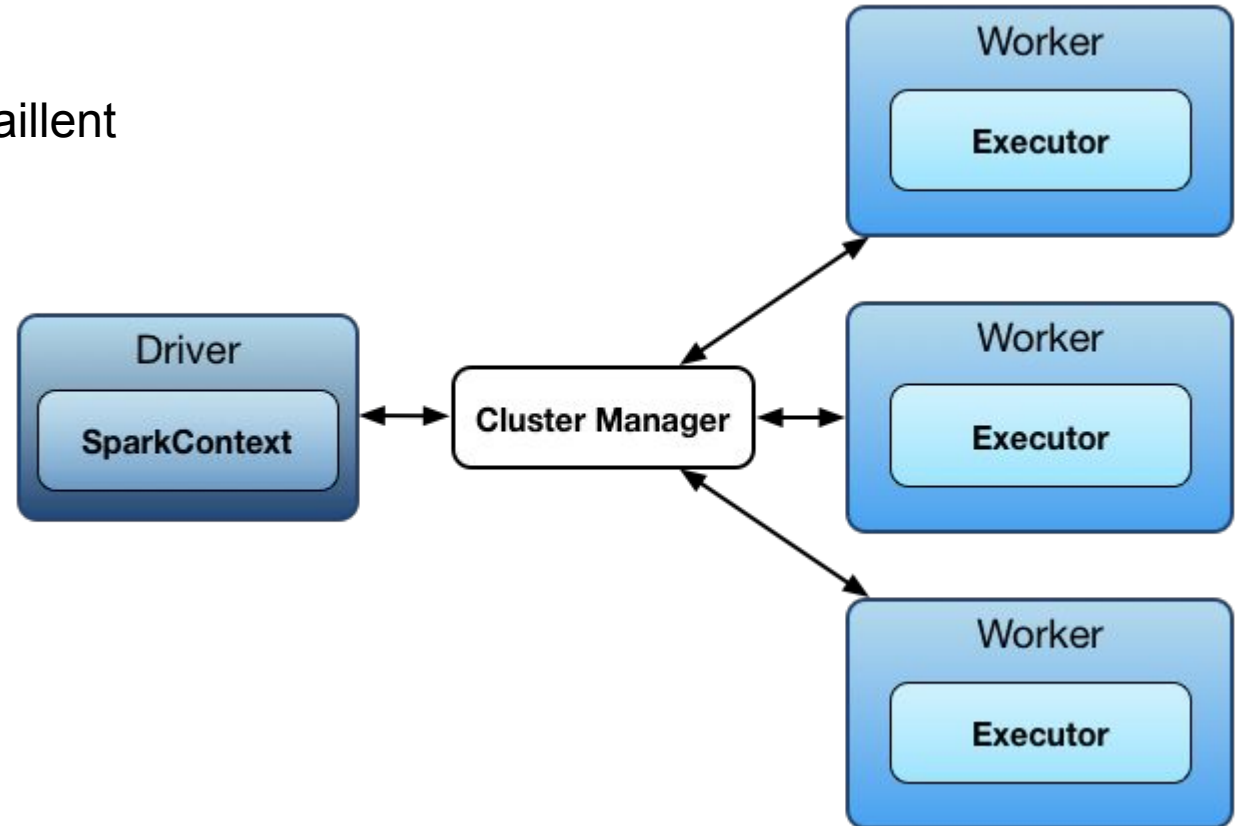 aillent
Worker
Executor
Driver
SparkContext
Cluster Manager
Worker
Executor
Worker
Executor